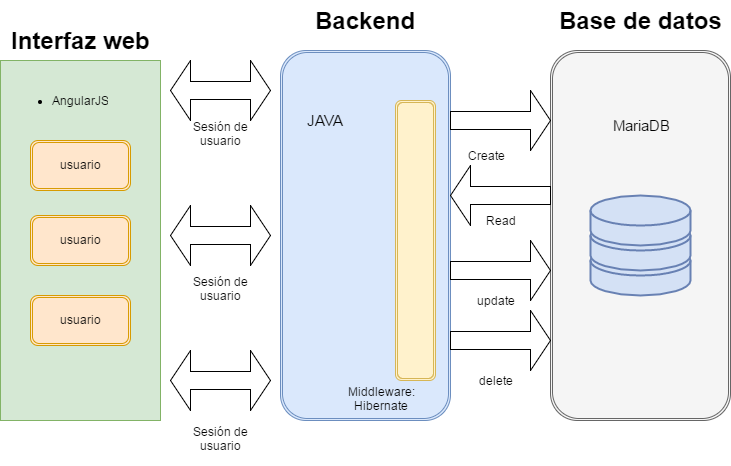 Interfaz web
AngularJS
usuario
usuario
usuario
Sesión de
usuario
Sesión de
usuario
Sesión de
usuario
Backend
JAVA
Middleware:
Hibernate
Create
Read
update
delete
Base de datos
MariaDB